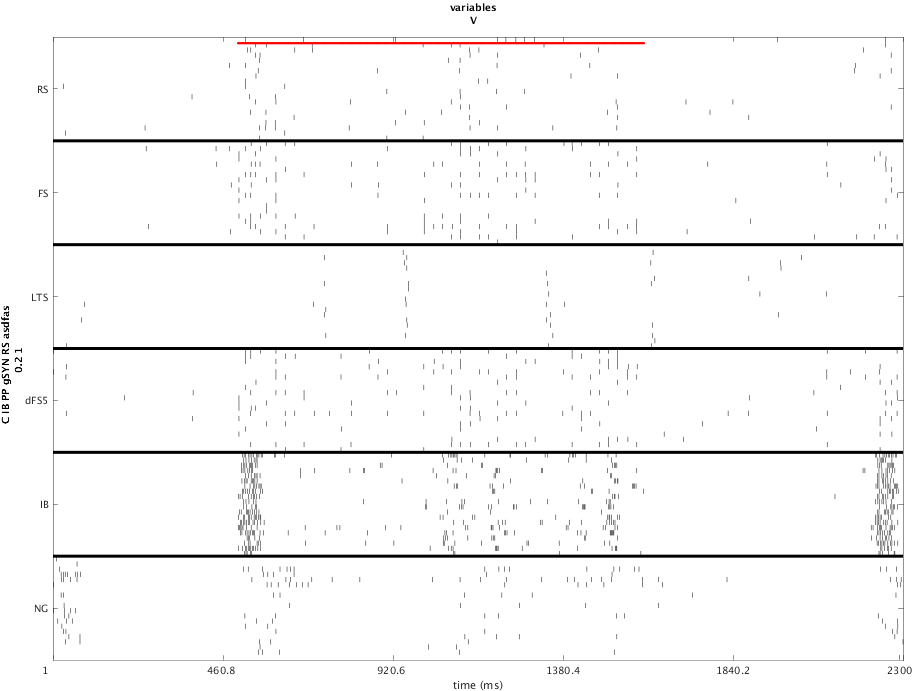 variables
V
RS
FS
LTS
dFS5
IB
NG
C IB PP gSYN RS asdfas
0.2 1
1
460.8
920.6
1380.4
1840.2
2300
time (ms)